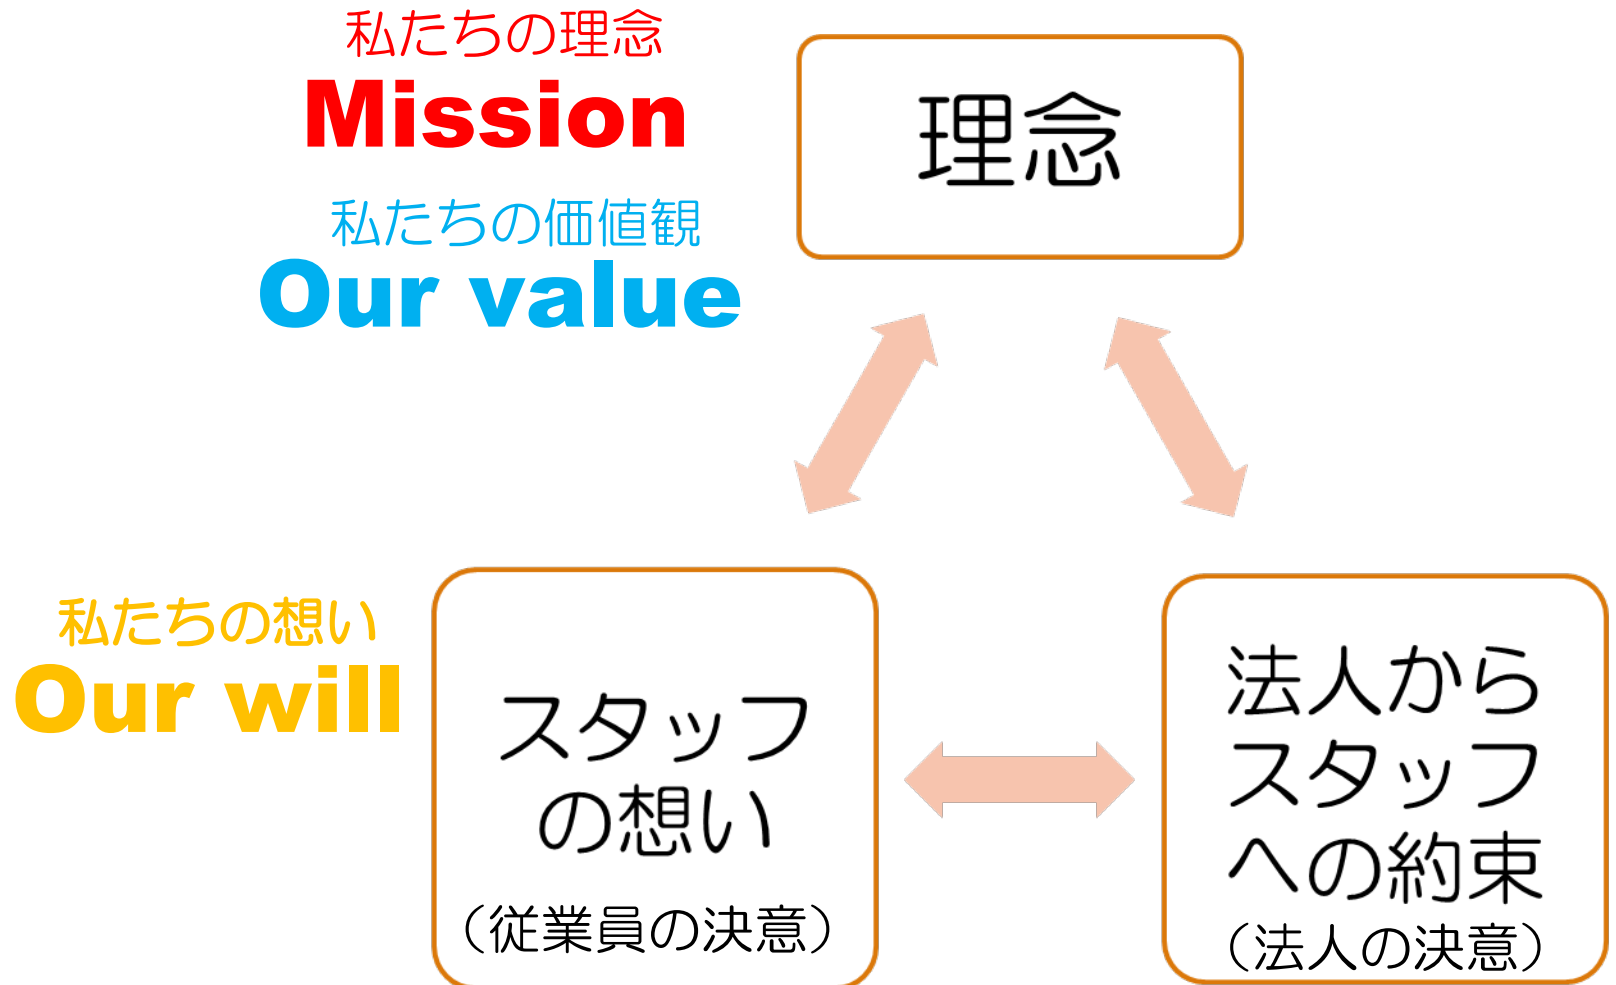 私たちの理念
Mission
理念
私たちの価値観
Our value
私たちの想い
Our will
スタッフ
の想い
（従業員の決意）
法人から
スタッフ
への約束
（法人の決意）